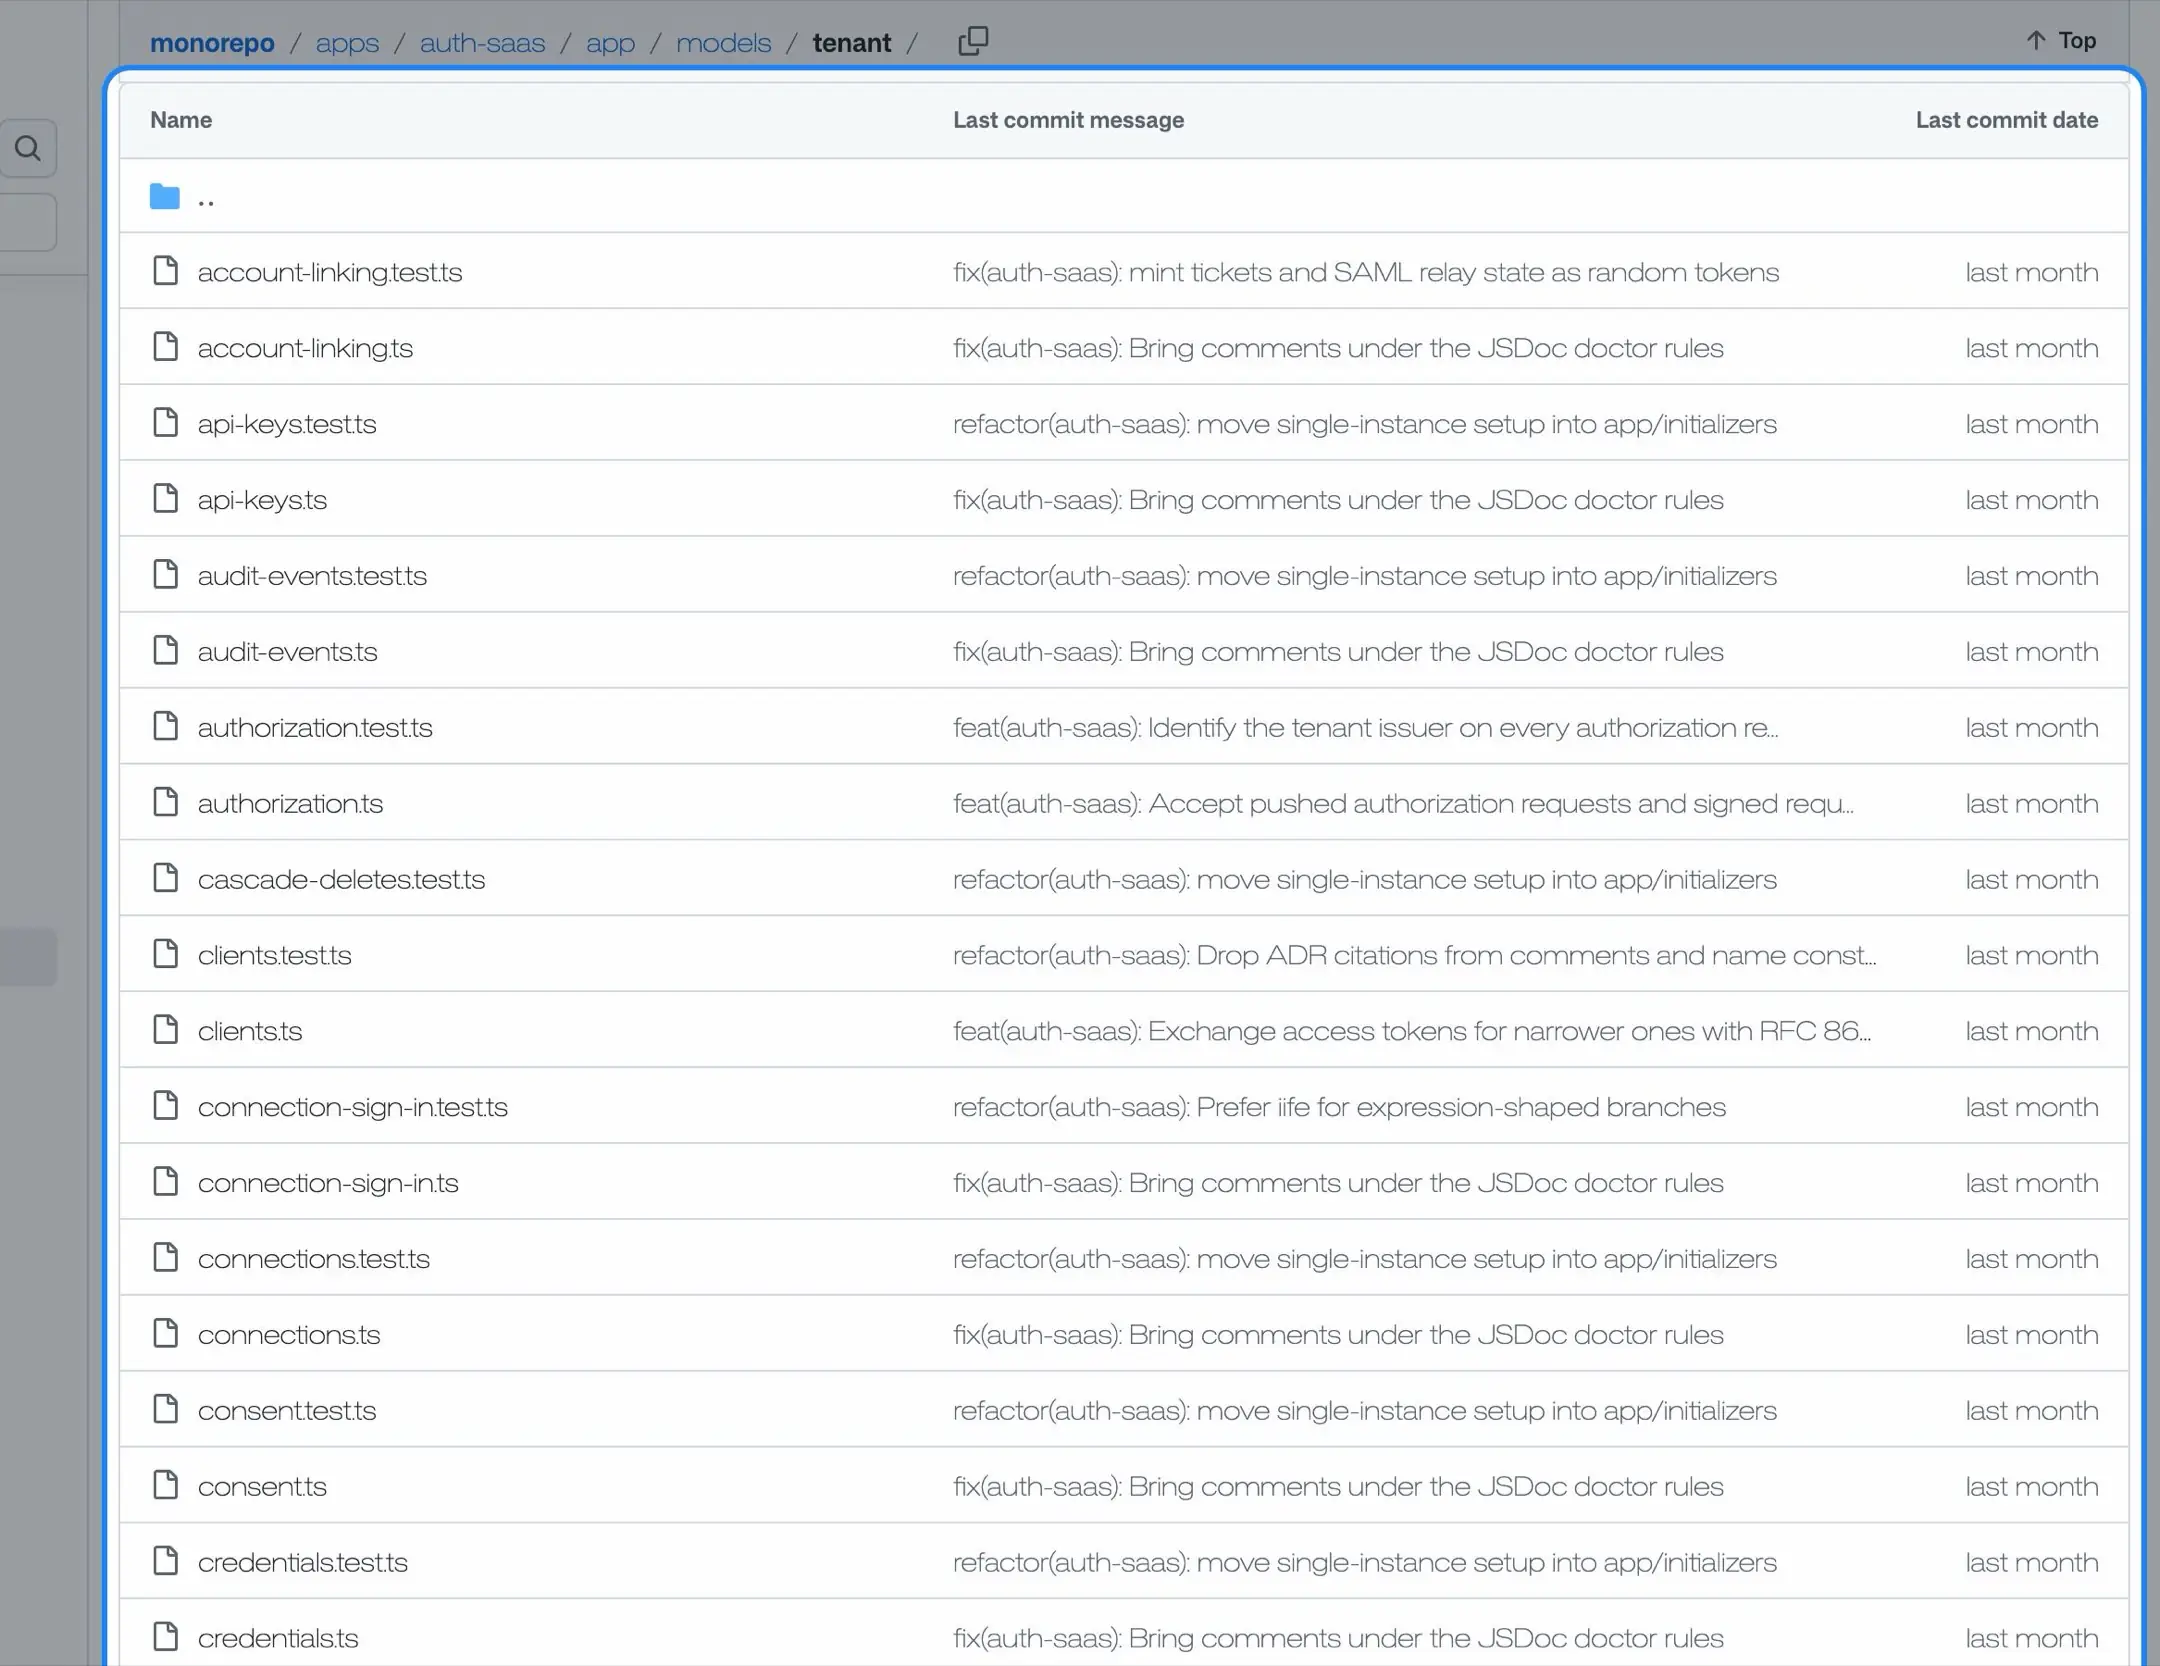 monorepo / apps / auth-saas / app / models / tenant /
Top
Name Last commit message Last commit date
..
account-linking.test.ts fix(auth-saas): mint tickets and SAML relay state as random tokens last month
account-linking.ts fix(auth-saas): Bring comments under the JSDoc doctor rules last month
api-keys.test.ts refactor(auth-saas): move single-instance setup into app/initializers last month
api-keys.ts fix(auth-saas): Bring comments under the JSDoc doctor rules last month
audit-events.test.ts refactor(auth-saas): move single-instance setup into app/initializers last month
audit-events.ts fix(auth-saas): Bring comments under the JSDoc doctor rules last month
authorization.test.ts feat(auth-saas): Identify the tenant issuer on every authorization re... last month
authorization.ts feat(auth-saas): Accept pushed authorization requests and signed requ... last month
cascade-deletes.test.ts refactor(auth-saas): move single-instance setup into app/initializers last month
clients.test.ts refactor(auth-saas): Drop ADR citations from comments and name const... last month
clients.ts feat(auth-saas): Exchange access tokens for narrower ones with RFC 86... last month
connection-sign-in.test.ts refactor(auth-saas): Prefer iife for expression-shaped branches last month
connection-sign-in.ts fix(auth-saas): Bring comments under the JSDoc doctor rules last month
connections.test.ts refactor(auth-saas): move single-instance setup into app/initializers last month
connections.ts fix(auth-saas): Bring comments under the JSDoc doctor rules last month
consent.test.ts refactor(auth-saas): move single-instance setup into app/initializers last month
consent.ts fix(auth-saas): Bring comments under the JSDoc doctor rules last month
credentials.test.ts refactor(auth-saas): move single-instance setup into app/initializers last month
credentials.ts fix(auth-saas): Bring comments under the JSDoc doctor rules last month